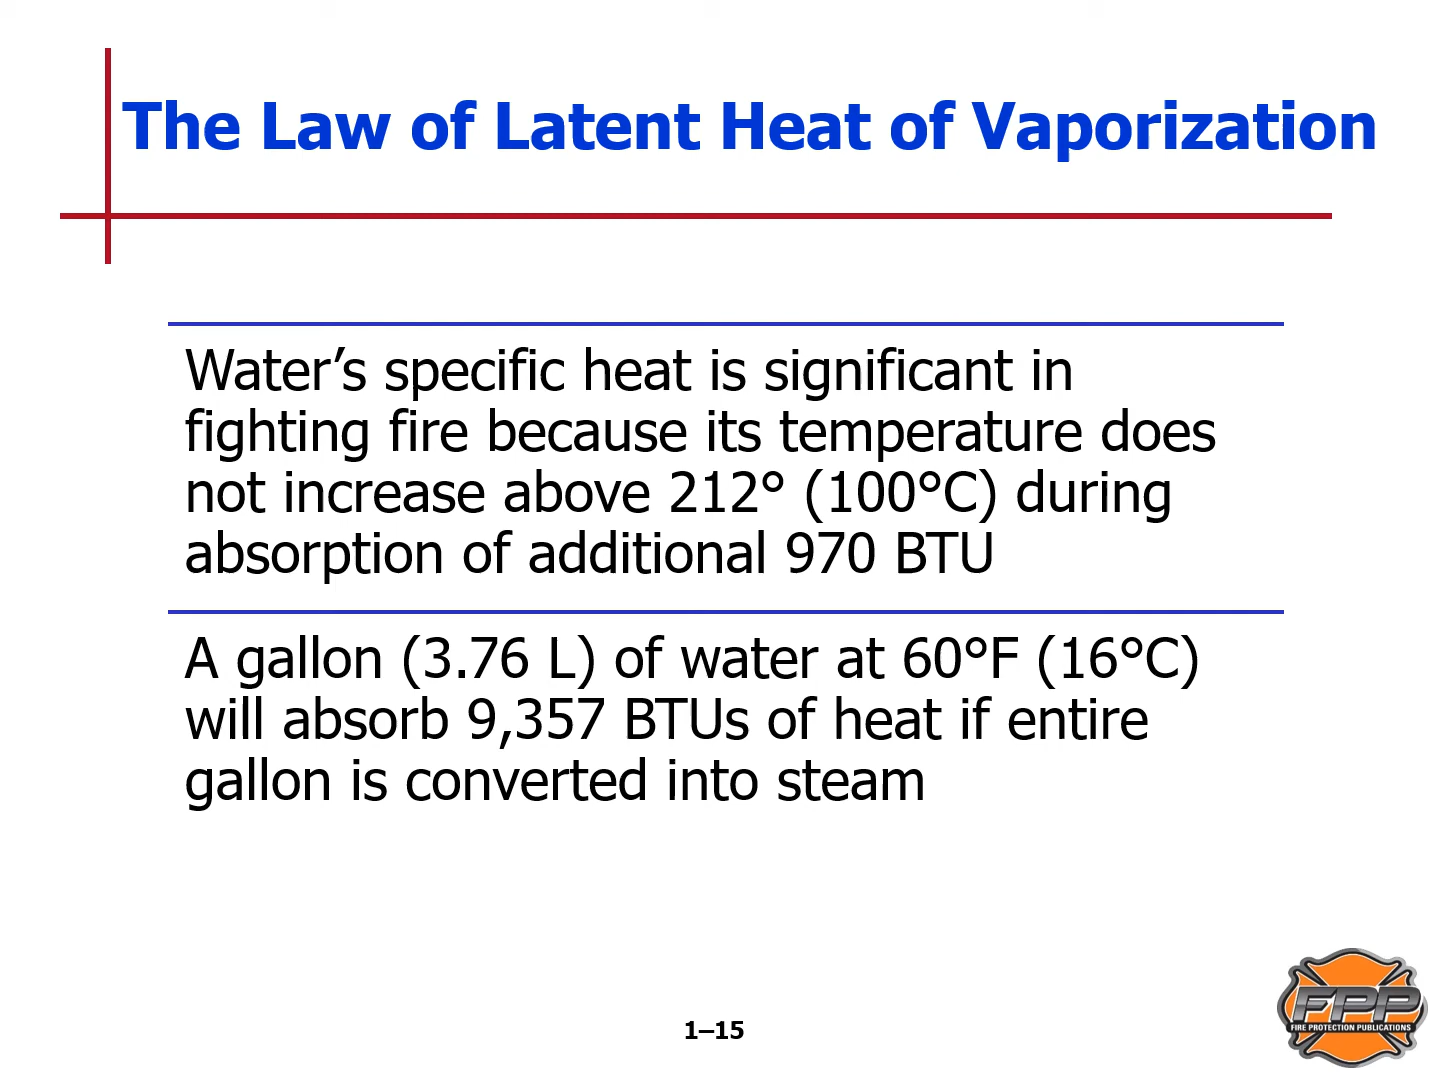 The Law of Latent Heat of Vaporization
Water’s specific heat is significant in
fighting fire because its temperature does
not increase above 212° (100°C) during
absorption of additional 970 BTU
A gallon (3.76 L) of water at 60°F (16°C)
will absorb 9,357 BTUs of heat if entire
gallon is converted into steam
1–15
FPP
FIRE PROTECTION PUBLICATIONS